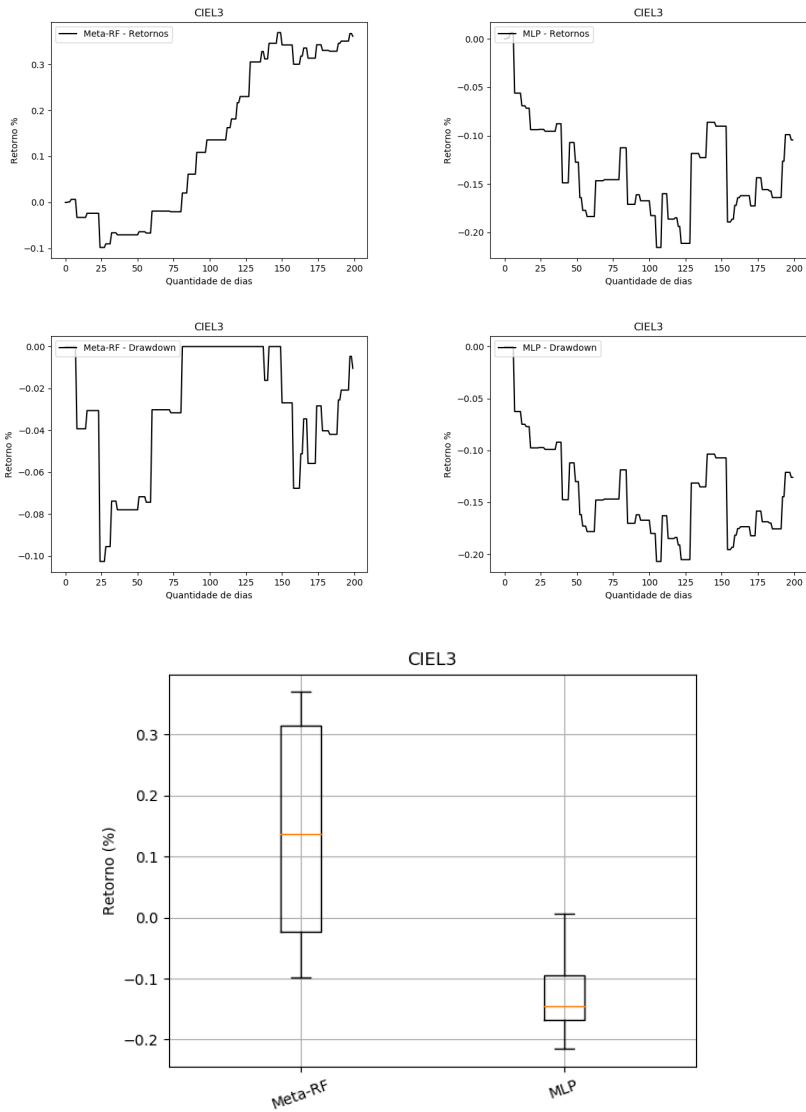 CIEL3
Meta-RF - Retornos
Retorno %
0.3
0.2
0.1
0.0
−0.1
0 25 50 75 100 125 150 175 200
Quantidade de dias
CIEL3
MLP - Retornos
Retorno %
0.00
−0.05
−0.10
−0.15
−0.20
0 25 50 75 100 125 150 175 200
Quantidade de dias
CIEL3
Meta-RF - Drawdown
Retorno %
0.00
−0.02
−0.04
−0.06
−0.08
−0.10
0 25 50 75 100 125 150 175 200
Quantidade de dias
CIEL3
MLP - Drawdown
Retorno %
0.00
−0.05
−0.10
−0.15
−0.20
0 25 50 75 100 125 150 175 200
Quantidade de dias
CIEL3
Retorno (%)
0.3
0.2
0.1
0.0
−0.1
−0.2
Meta-RF
MLP